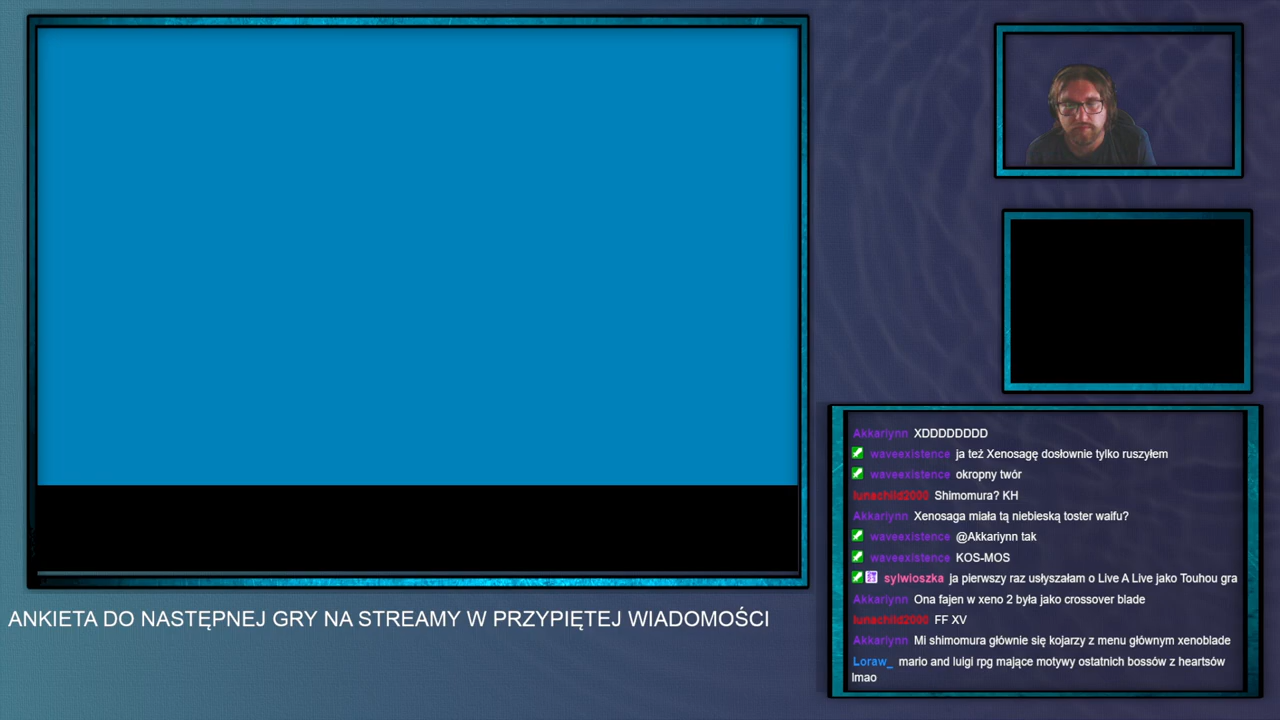 Akkariynn XDDDDDDDD
waveexistence ja też Xenosagę dosłownie tylko ruszyłem
waveexistence okropny twór
lunachild2000 Shimomura? KH
Akkariynn Xenosaga miała tą niebieską toster waifu?
waveexistence @Akkariynn tak
waveexistence KOS-MOS
sylwioszka ja pierwszy raz usłyszałam o Live A Live jako Touhou gra
Akkariynn Ona fajen w xeno 2 była jako crossover blade
lunachild2000 FF XV
Akkariynn Mi shimomura głównie się kojarzy z menu głównym xenoblade
Loraw_ mario and luigi rpg mające motywy ostatnich bossów z heartsów
lmao
ANKIETA DO NASTĘPNEJ GRY NA STREAMY W PRZYPIĘTEJ WIADOMOŚCI